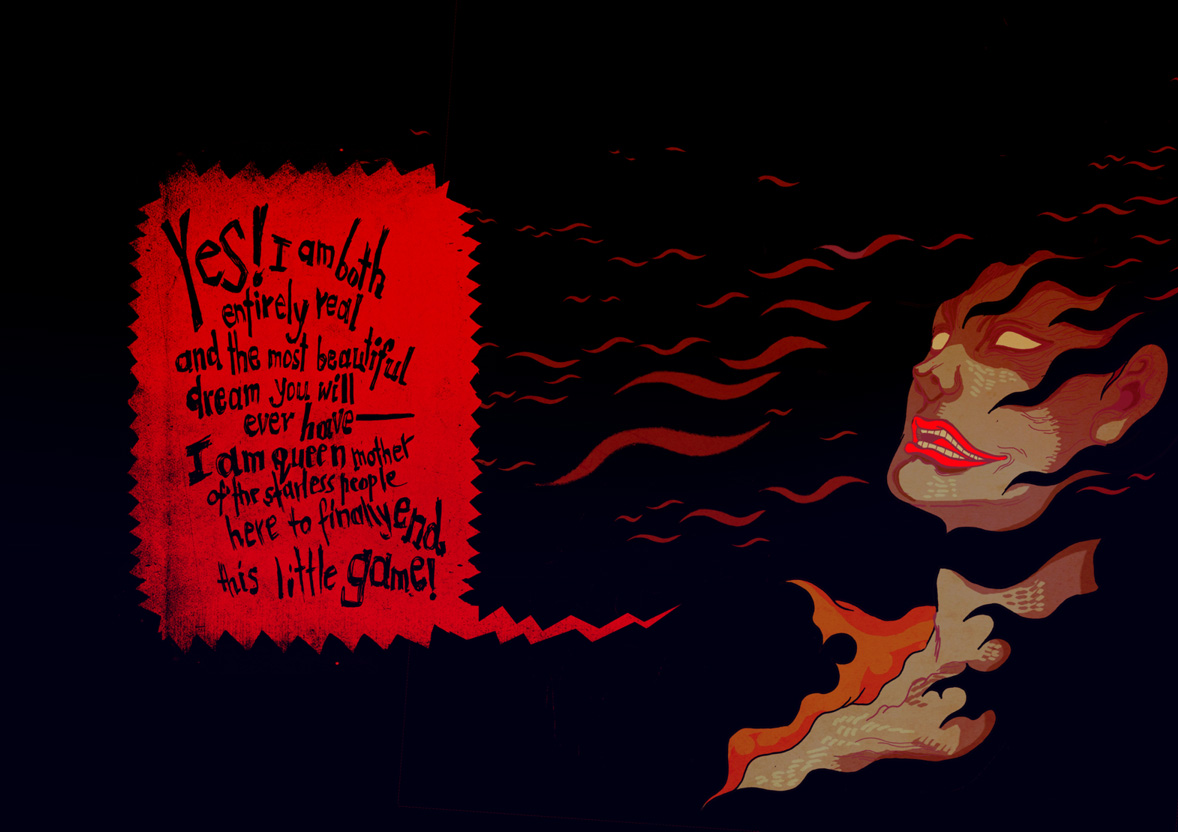 Yes! I am both
entirely real
and the most beautiful
dream you will
ever have—
I am queen mother
of the starless people
here to finally end
this little game!